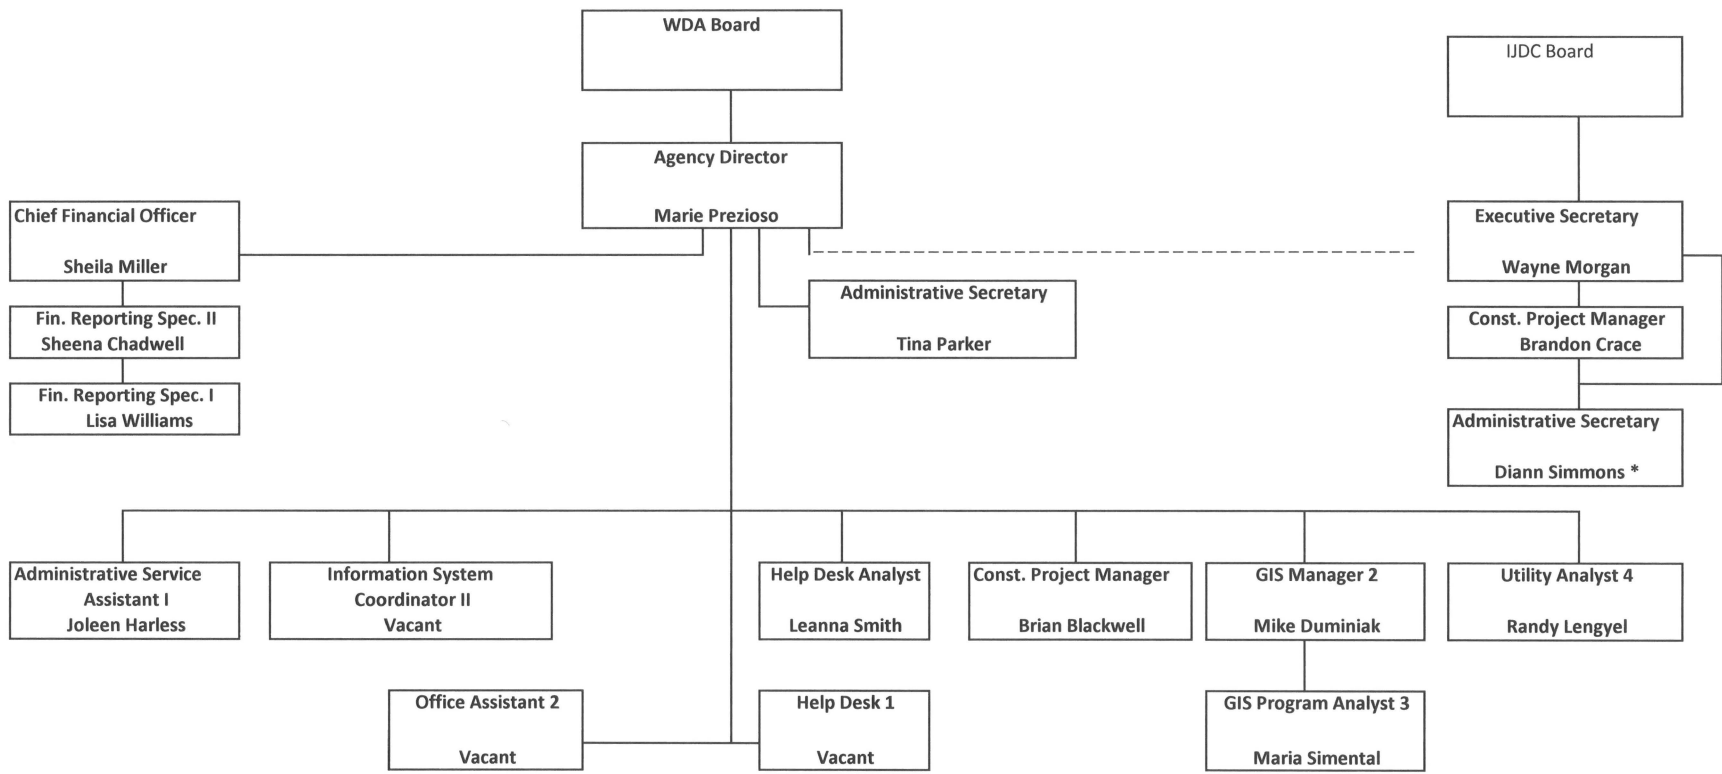 WDA Board
IJDC Board
Agency Director
Marie Prezioso
Chief Financial Officer
Sheila Miller
Executive Secretary
Wayne Morgan
Administrative Secretary
Tina Parker
Fin. Reporting Spec. II
Sheena Chadwell
Const. Project Manager
Brandon Crace
Fin. Reporting Spec. I
Lisa Williams
Administrative Secretary
Diann Simmons *
Administrative Service
Assistant I
Joleen Harless
Information System
Coordinator II
Vacant
Help Desk Analyst
Leanna Smith
Const. Project Manager
Brian Blackwell
GIS Manager 2
Mike Duminiak
Utility Analyst 4
Randy Lengyel
Office Assistant 2
Vacant
Help Desk 1
Vacant
GIS Program Analyst 3
Maria Simental